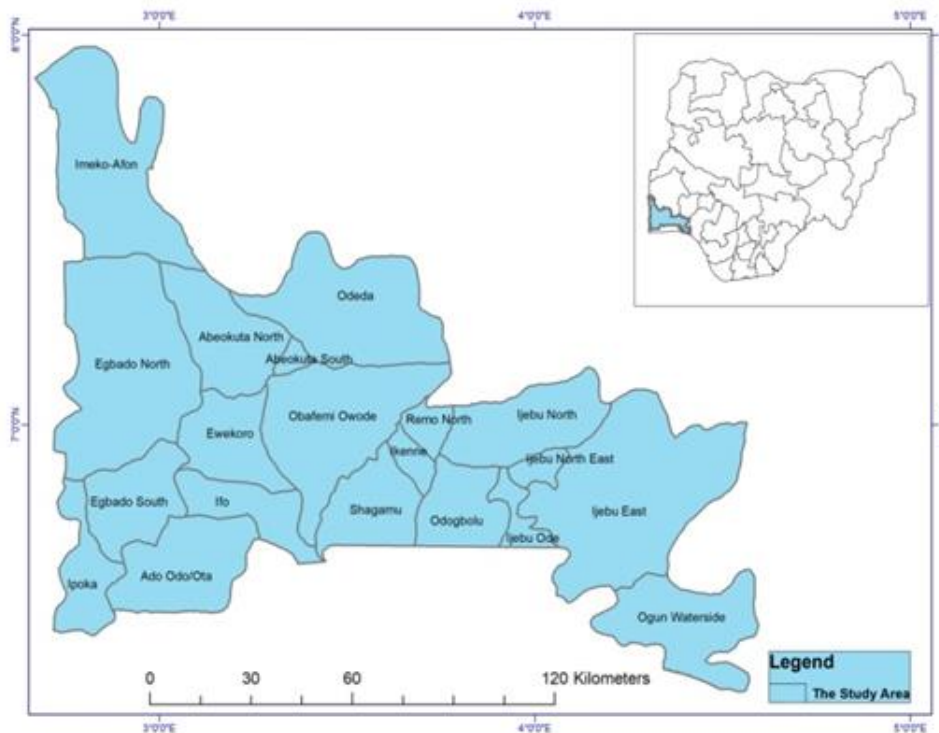 3°0'0"E 4°0'0"E 5°0'0"E
8°0'0"N
Imeko-Afon
Odeda
Abeokuta North
Egbado North
Abeokuta South
Obafemi Owode
Remo North
Ijebu North
7°0'0"N
Ewekoro
Ikenne
Ijebu North East
Egbado South
Ifo
Shagamu
Odogbolu
Ijebu East
Ijebu Ode
Ipoka
Ado Odo/Ota
Ogun Waterside
Legend
The Study Area
0 30 60 120 Kilometers
3°0'0"E 4°0'0"E 5°0'0"E